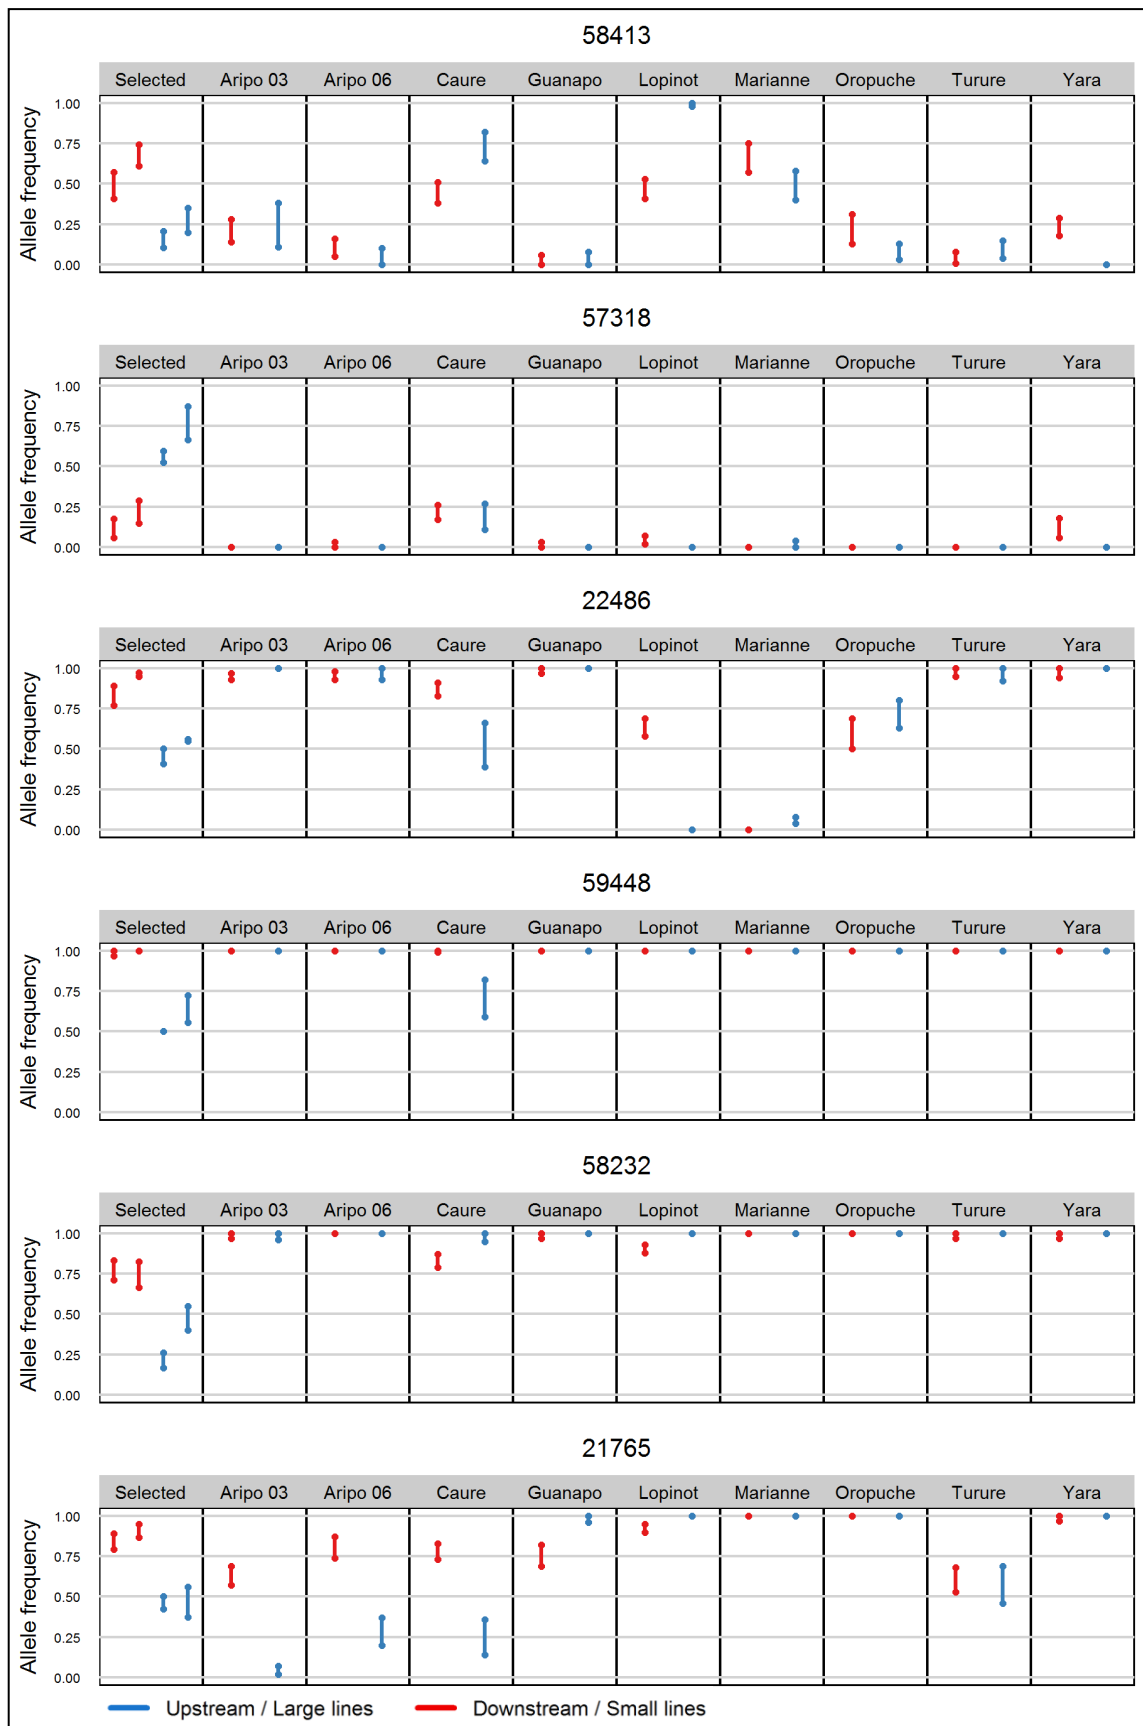 58413
Selected Aripo 03 Aripo 06 Caure Guanapo Lopinot Marianne Oropuche Turure Yara
Allele frequency
1.00
0.75
0.50
0.25
0.00
57318
Selected Aripo 03 Aripo 06 Caure Guanapo Lopinot Marianne Oropuche Turure Yara
Allele frequency
1.00
0.75
0.50
0.25
0.00
22486
Selected Aripo 03 Aripo 06 Caure Guanapo Lopinot Marianne Oropuche Turure Yara
Allele frequency
1.00
0.75
0.50
0.25
0.00
59448
Selected Aripo 03 Aripo 06 Caure Guanapo Lopinot Marianne Oropuche Turure Yara
Allele frequency
1.00
0.75
0.50
0.25
0.00
58232
Selected Aripo 03 Aripo 06 Caure Guanapo Lopinot Marianne Oropuche Turure Yara
Allele frequency
1.00
0.75
0.50
0.25
0.00
21765
Selected Aripo 03 Aripo 06 Caure Guanapo Lopinot Marianne Oropuche Turure Yara
Allele frequency
1.00
0.75
0.50
0.25
0.00
Upstream / Large lines Downstream / Small lines